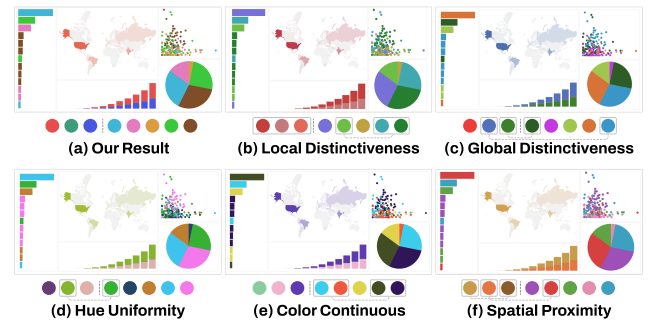 (a) Our Result
(b) Local Distinctiveness
(c) Global Distinctiveness
(d) Hue Uniformity
(e) Color Continuous
(f) Spatial Proximity